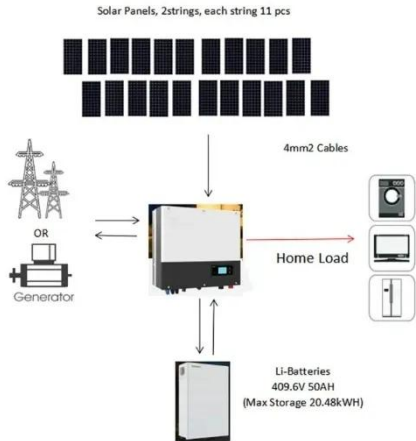 Solar Panels, 2strings, each string 11 pcs
4mm2 Cables
OR
Generator
Home Load
Li-Batteries
409.6V 50AH
(Max Storage 20.48kWH)